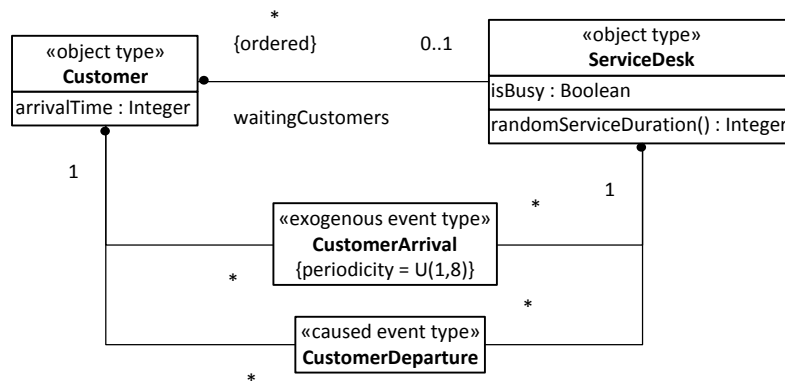 *
{ordered}
0..1
«object type»
Customer
arrivalTime : Integer
«object type»
ServiceDesk
isBusy : Boolean
randomServiceDuration() : Integer
waitingCustomers
1
1
«exogenous event type»
CustomerArrival
{periodicity = U(1,8)}
*
*
«caused event type»
CustomerDeparture
*
*